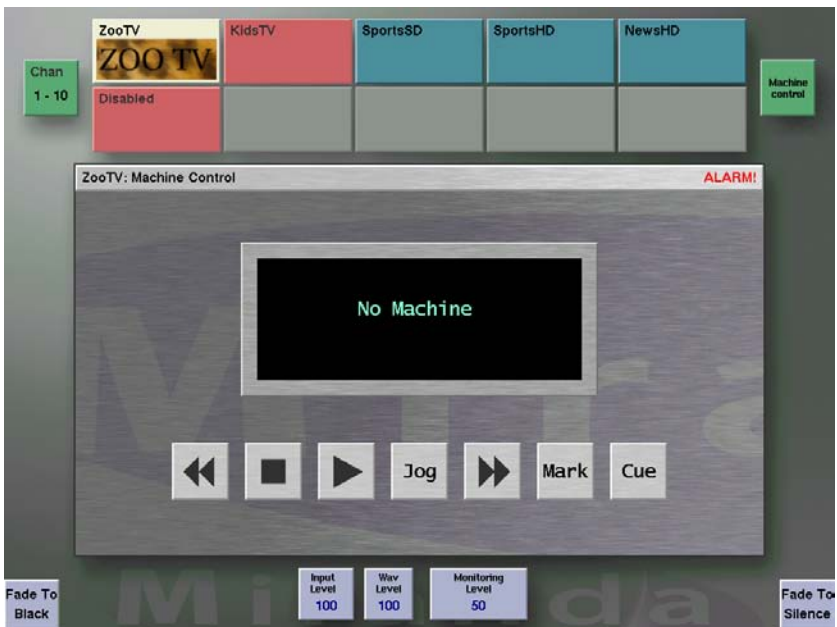 ZooTV
KidsTV
SportsSD
SportsHD
NewsHD
ZOO TV
Chan
1 - 10
Machine
control
Disabled
ZooTV: Machine Control
ALARM!
No Machine
Jog
Mark
Cue
Fade To
Black
Input
Level
100
Wav
Level
100
Monitoring
Level
50
Fade To
Silence
Miranda